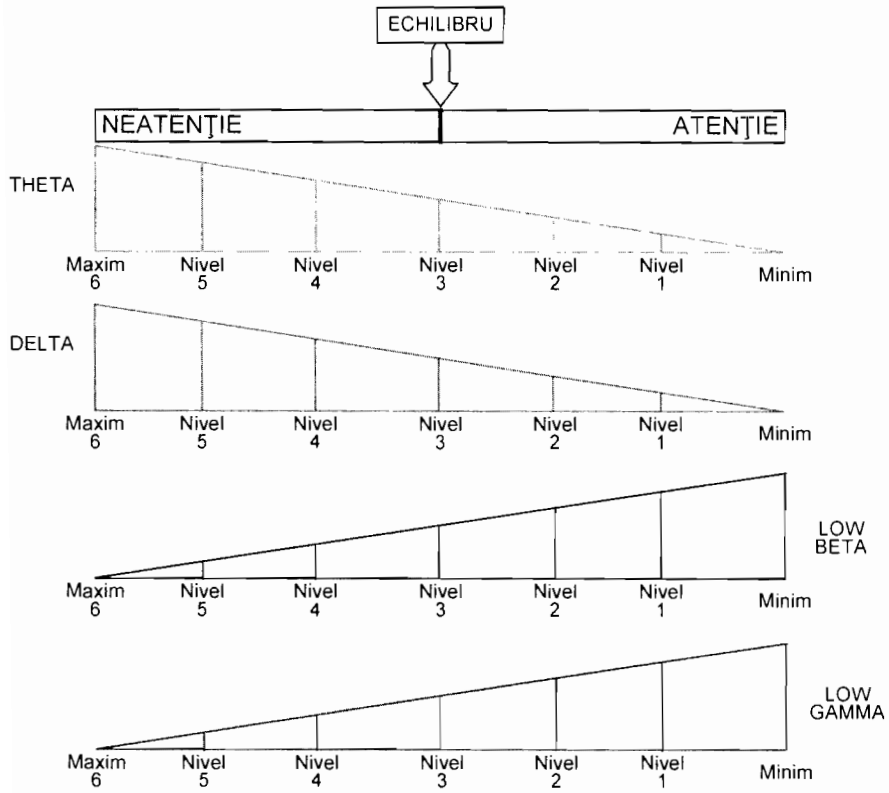 ECHILIBRU
NEATENŢIE ATENŢIE
THETA
Maxim Nivel Nivel Nivel Nivel Nivel Minim
6 5 4 3 2 1
DELTA
Maxim Nivel Nivel Nivel Nivel Nivel Minim
6 5 4 3 2 1
LOW
BETA
Maxim Nivel Nivel Nivel Nivel Nivel Minim
6 5 4 3 2 1
LOW
GAMMA
Maxim Nivel Nivel Nivel Nivel Nivel Minim
6 5 4 3 2 1